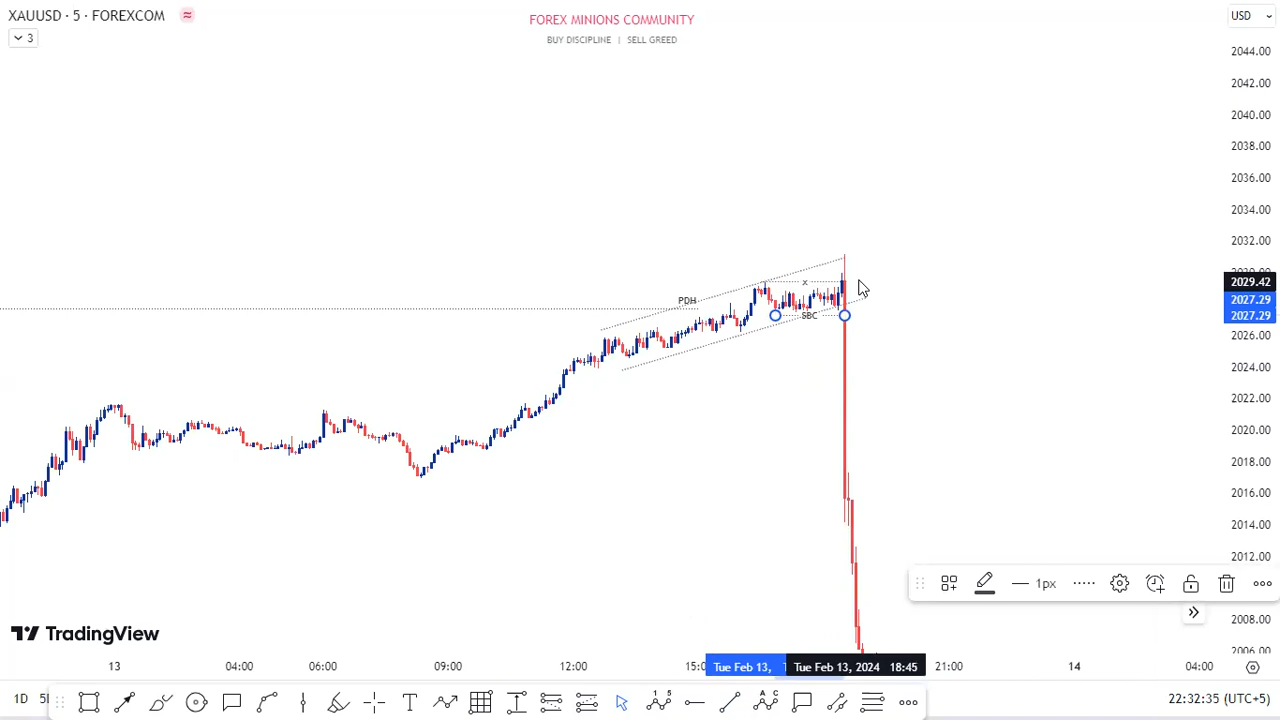 XAUUSD · 5 · FOREXCOM
3
FOREX MINIONS COMMUNITY
BUY DISCIPLINE | SELL GREED
USD
2044.00
2042.00
2040.00
2038.00
2036.00
2034.00
2032.00
2029.42
2027.29
2027.29
2026.00
2024.00
2022.00
2020.00
2018.00
2016.00
2014.00
2012.00
2008.00
PDH
x
SBC
1px
TradingView
13 04:00 06:00 09:00 12:00 15:0 Tue Feb 13, Tue Feb 13, 2024 18:45 21:00 14 04:00
1D
22:32:35 (UTC+5)